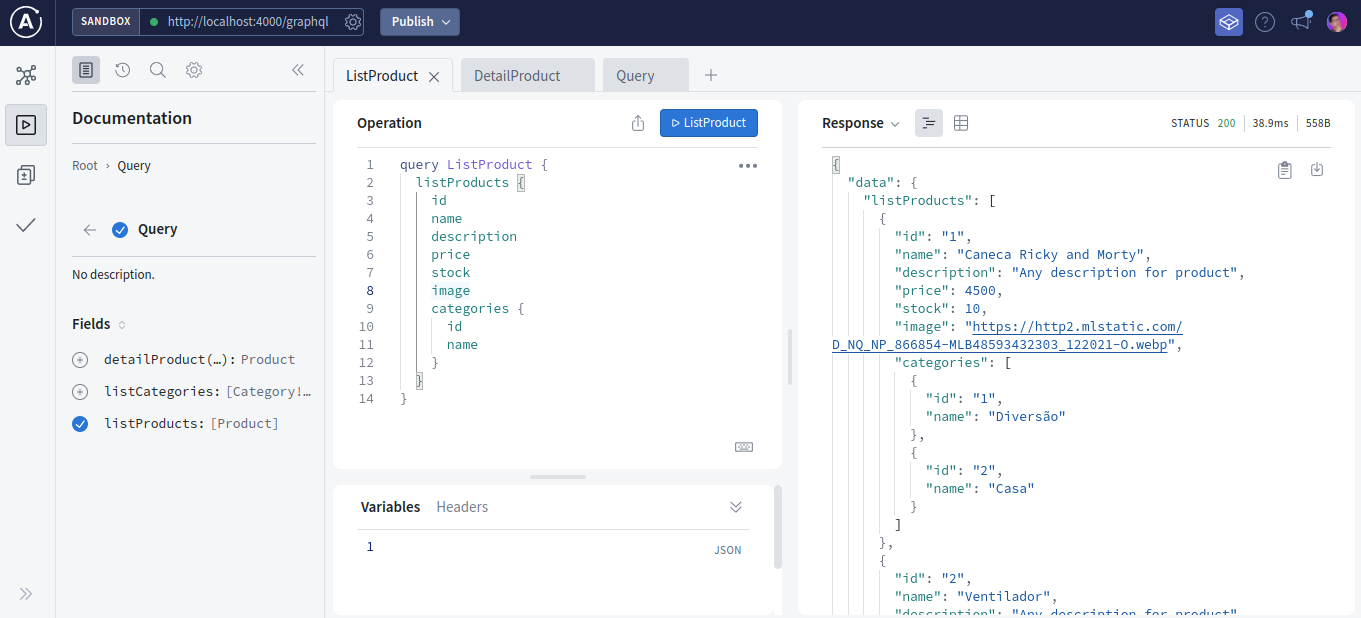 SANDBOX
http://localhost:4000/graphql
Publish
Documentation
Root › Query
Query
No description.
Fields
detailProduct(…): Product
listCategories: [Category!…
listProducts: [Product]
ListProduct
DetailProduct
Query
Operation
ListProduct
1 query ListProduct {
2 listProducts {
3 id
4 name
5 description
6 price
7 stock
8 image
9 categories {
10 id
11 name
12 }
13 }
14 }
Variables Headers
1
JSON
Response
STATUS 200 38.9ms 558B
{
"data": {
"listProducts": [
{
"id": "1",
"name": "Caneca Ricky and Morty",
"description": "Any description for product",
"price": 4500,
"stock": 10,
"image": "https://http2.mlstatic.com/
D_NQ_NP_866854-MLB48593432303_122021-O.webp",
"categories": [
{
"id": "1",
"name": "Diversão"
},
{
"id": "2",
"name": "Casa"
}
]
},
{
"id": "2",
"name": "Ventilador",
"description": "Any description for product"